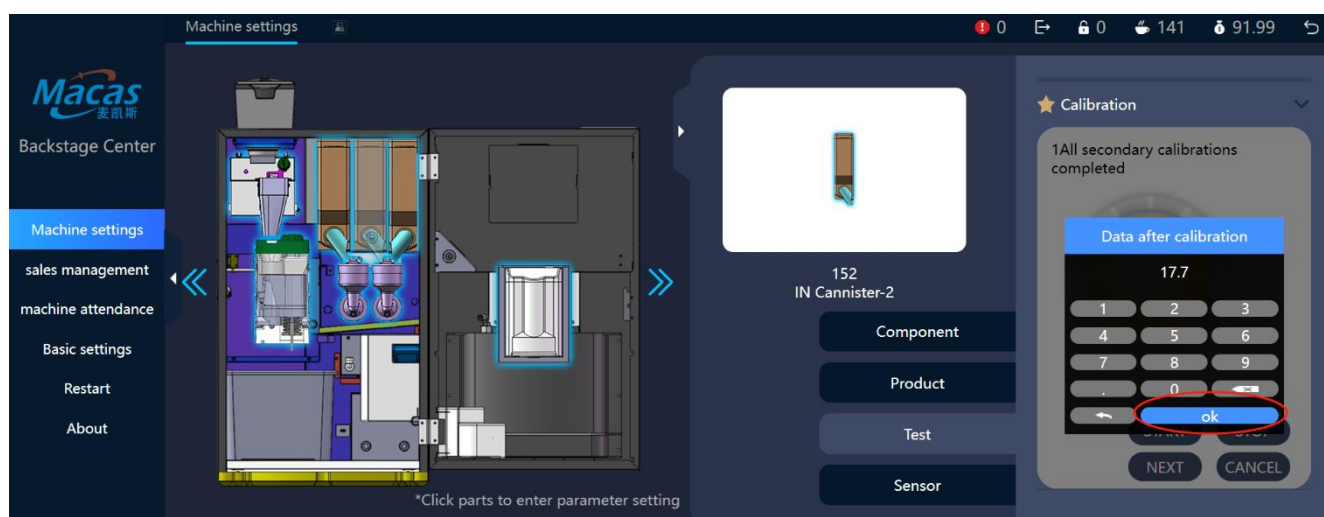 Machine settings
0
0
141
91.99
Macas
麦凯斯
Backstage Center
Machine settings
sales management
machine attendance
Basic settings
Restart
About
*Click parts to enter parameter setting
152
IN Cannister-2
Component
Product
Test
Sensor
Calibration
1All secondary calibrations
completed
Data after calibration
17.7
1 2 3
4 5 6
7 8 9
. 0
ok
START STOP
NEXT CANCEL